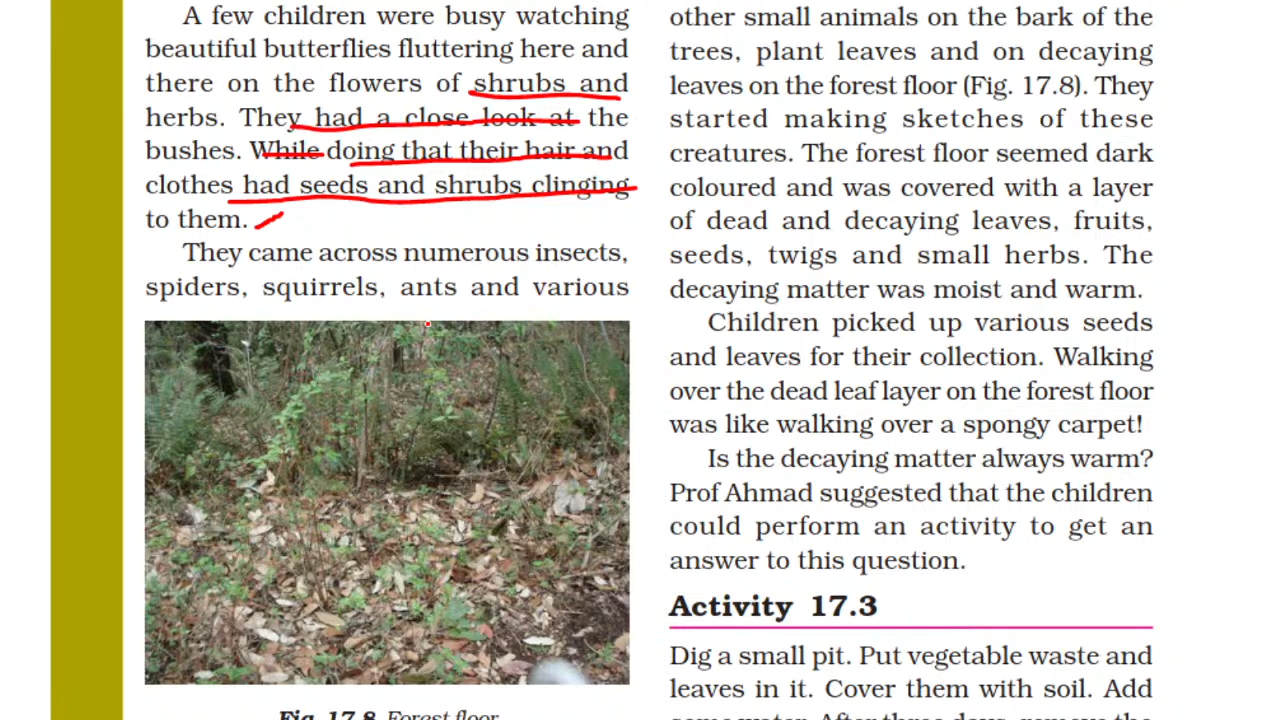 A few children were busy watching
beautiful butterflies fluttering here and
there on the flowers of shrubs and
herbs. They had a close look at the
bushes. While doing that their hair and
clothes had seeds and shrubs clinging
to them.
They came across numerous insects,
spiders, squirrels, ants and various
Fig. 17.8 Forest floor
other small animals on the bark of the
trees, plant leaves and on decaying
leaves on the forest floor (Fig. 17.8). They
started making sketches of these
creatures. The forest floor seemed dark
coloured and was covered with a layer
of dead and decaying leaves, fruits,
seeds, twigs and small herbs. The
decaying matter was moist and warm.
Children picked up various seeds
and leaves for their collection. Walking
over the dead leaf layer on the forest floor
was like walking over a spongy carpet!
Is the decaying matter always warm?
Prof Ahmad suggested that the children
could perform an activity to get an
answer to this question.
Activity 17.3
Dig a small pit. Put vegetable waste and
leaves in it. Cover them with soil. Add
some water. After three days, remove the